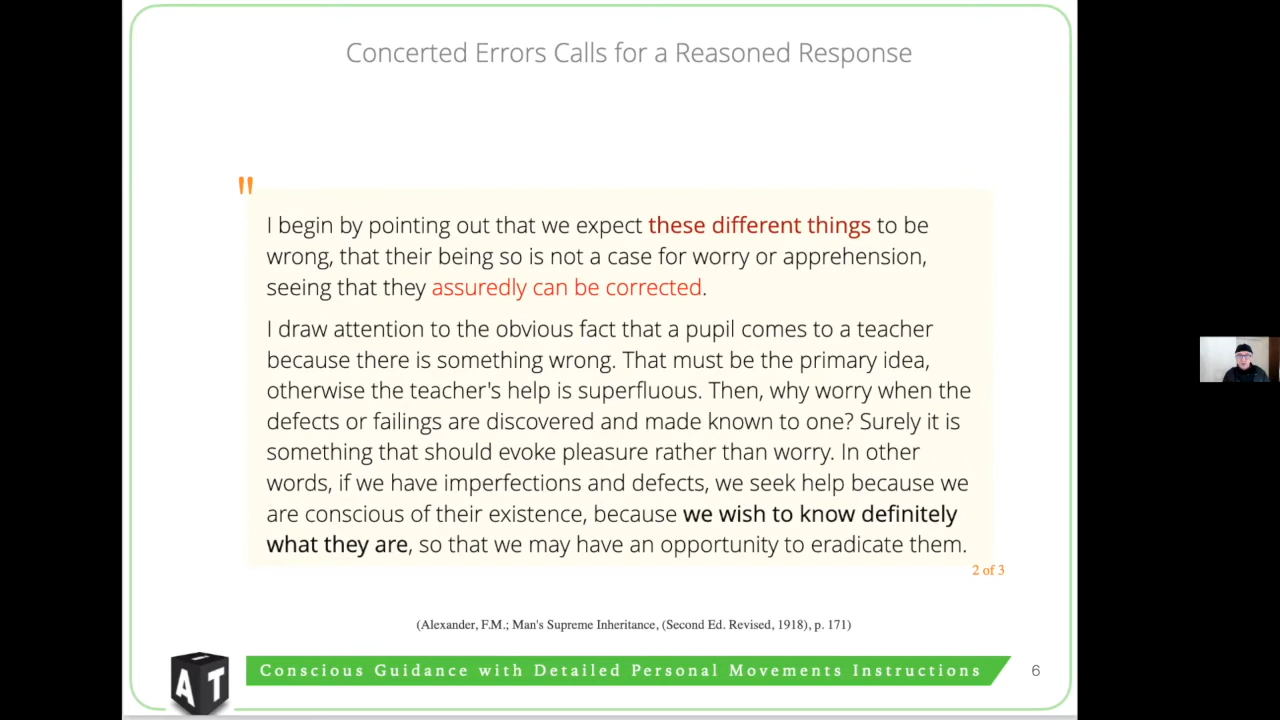 Concerted Errors Calls for a Reasoned Response
"
I begin by pointing out that we expect these different things to be
wrong, that their being so is not a case for worry or apprehension,
seeing that they assuredly can be corrected.
I draw attention to the obvious fact that a pupil comes to a teacher
because there is something wrong. That must be the primary idea,
otherwise the teacher's help is superfluous. Then, why worry when the
defects or failings are discovered and made known to one? Surely it is
something that should evoke pleasure rather than worry. In other
words, if we have imperfections and defects, we seek help because we
are conscious of their existence, because we wish to know definitely
what they are, so that we may have an opportunity to eradicate them.
2 of 3
(Alexander, F.M.; Man's Supreme Inheritance, (Second Ed. Revised, 1918), p. 171)
A T
Conscious Guidance with Detailed Personal Movements Instructions
6